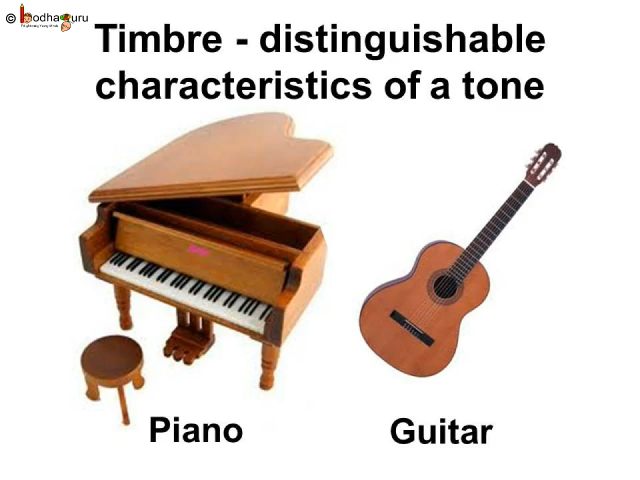 © bodhaguru
Timbre - distinguishable
characteristics of a tone
Piano
Guitar